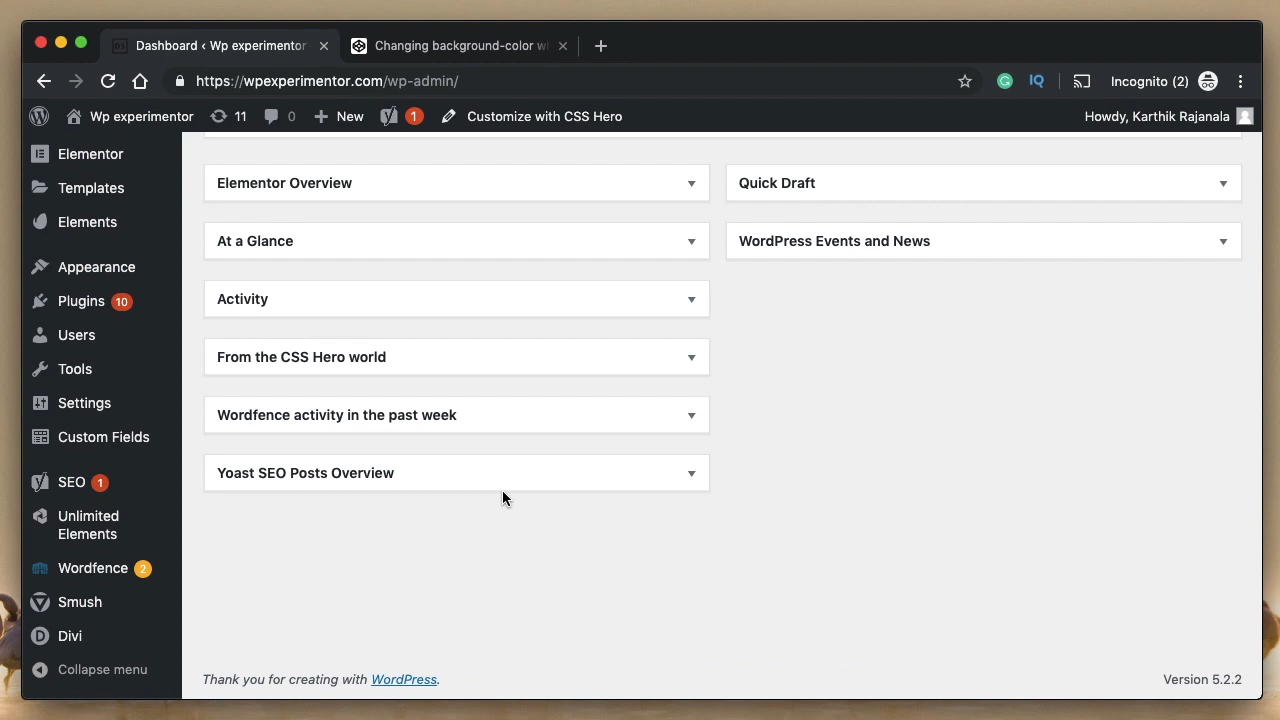 Dashboard ‹ Wp experimentor
Changing background-color w
https://wpexperimentor.com/wp-admin/
IQ
Incognito (2)
Wp experimentor
11
0
New
1
Customize with CSS Hero
Howdy, Karthik Rajanala
Elementor
Templates
Elements
Appearance
Plugins 10
Users
Tools
Settings
Custom Fields
SEO 1
Unlimited
Elements
Wordfence 2
Smush
Divi
Collapse menu
Elementor Overview
At a Glance
Activity
From the CSS Hero world
Wordfence activity in the past week
Yoast SEO Posts Overview
Quick Draft
WordPress Events and News
Thank you for creating with WordPress.
Version 5.2.2